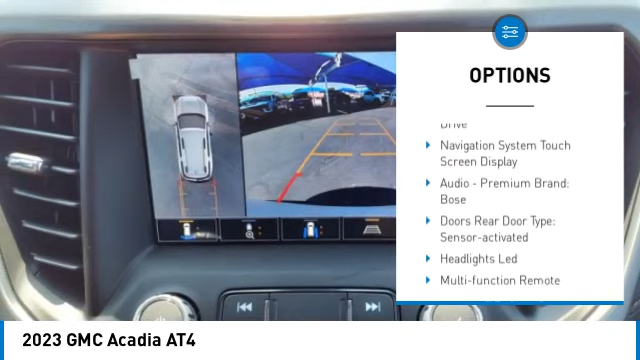 OPTIONS
Drive
Navigation System Touch
Screen Display
Audio - Premium Brand:
Bose
Doors Rear Door Type:
Sensor-activated
Headlights Led
Multi-function Remote
2023 GMC Acadia AT4